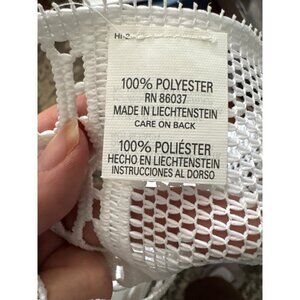 100% POLYESTER
RN 86037
MADE IN LIECHTENSTEIN
CARE ON BACK
100% POLIÉSTER
HECHO EN LIECHTENSTEIN
INSTRUCCIONES AL DORSO